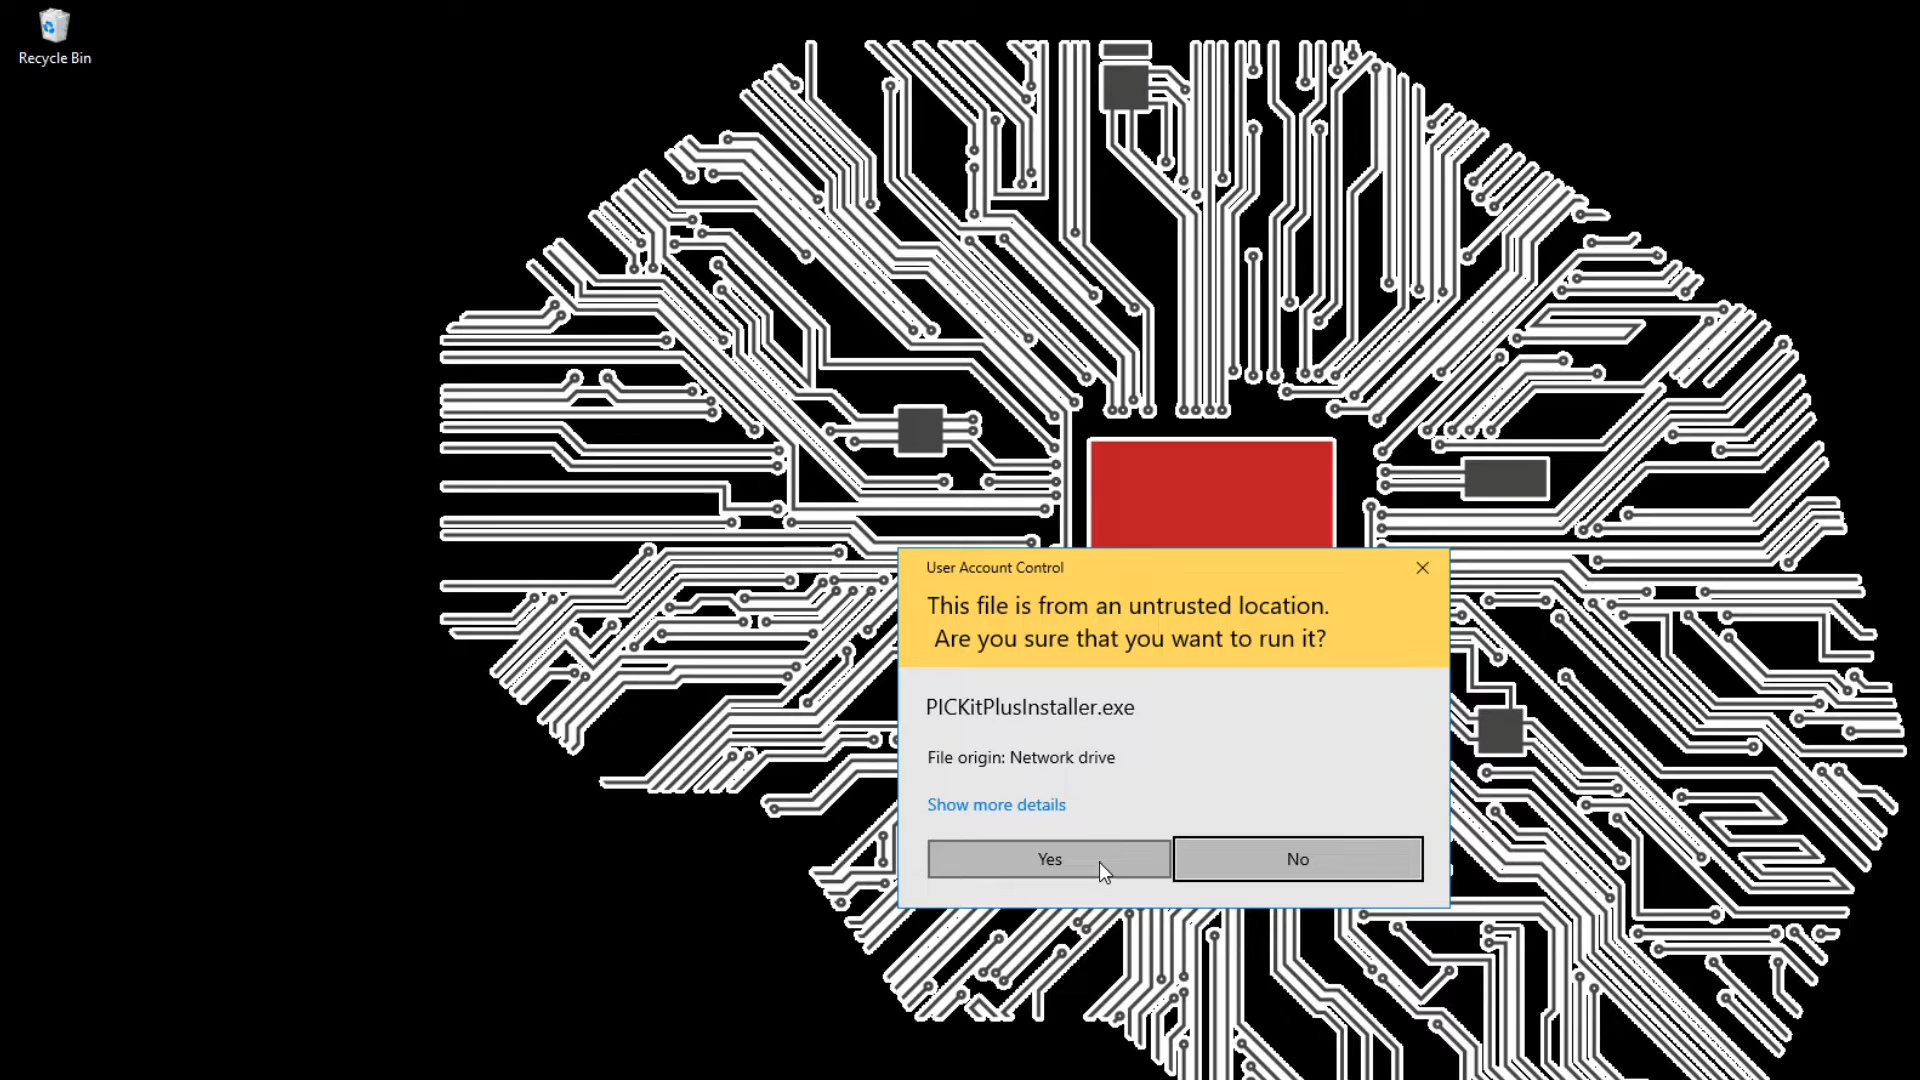 Recycle Bin
User Account Control
This file is from an untrusted location.
Are you sure that you want to run it?
PICKitPlusInstaller.exe
File origin: Network drive
Show more details
Yes
No